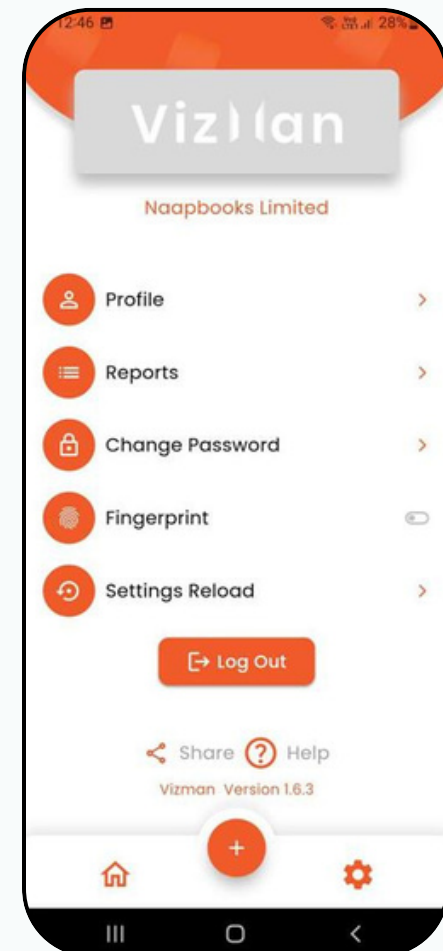 12:46 28%
VizMan
Naapbooks Limited
Profile
Reports
Change Password
Fingerprint
Settings Reload
Log Out
Share ? Help
Vizman Version 1.6.3
+